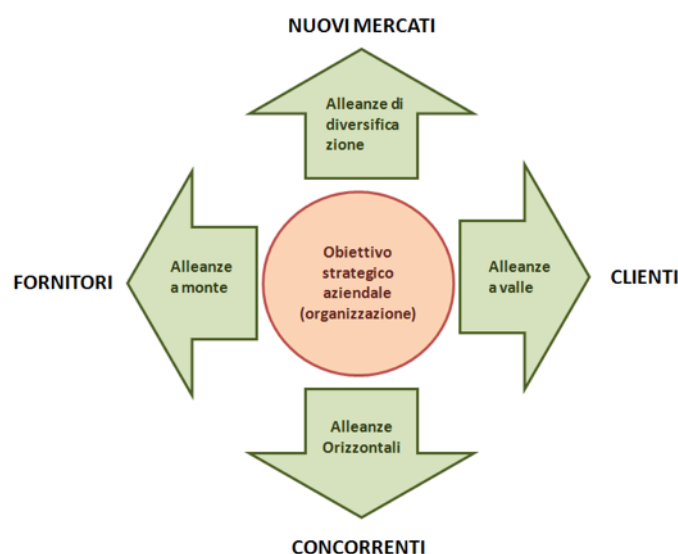 NUOVI MERCATI
Alleanze di
diversifica
zione
FORNITORI
Alleanze
a monte
Obiettivo
strategico
aziendale
(organizzazione)
Alleanze
a valle
CLIENTI
Alleanze
Orizzontali
CONCORRENTI